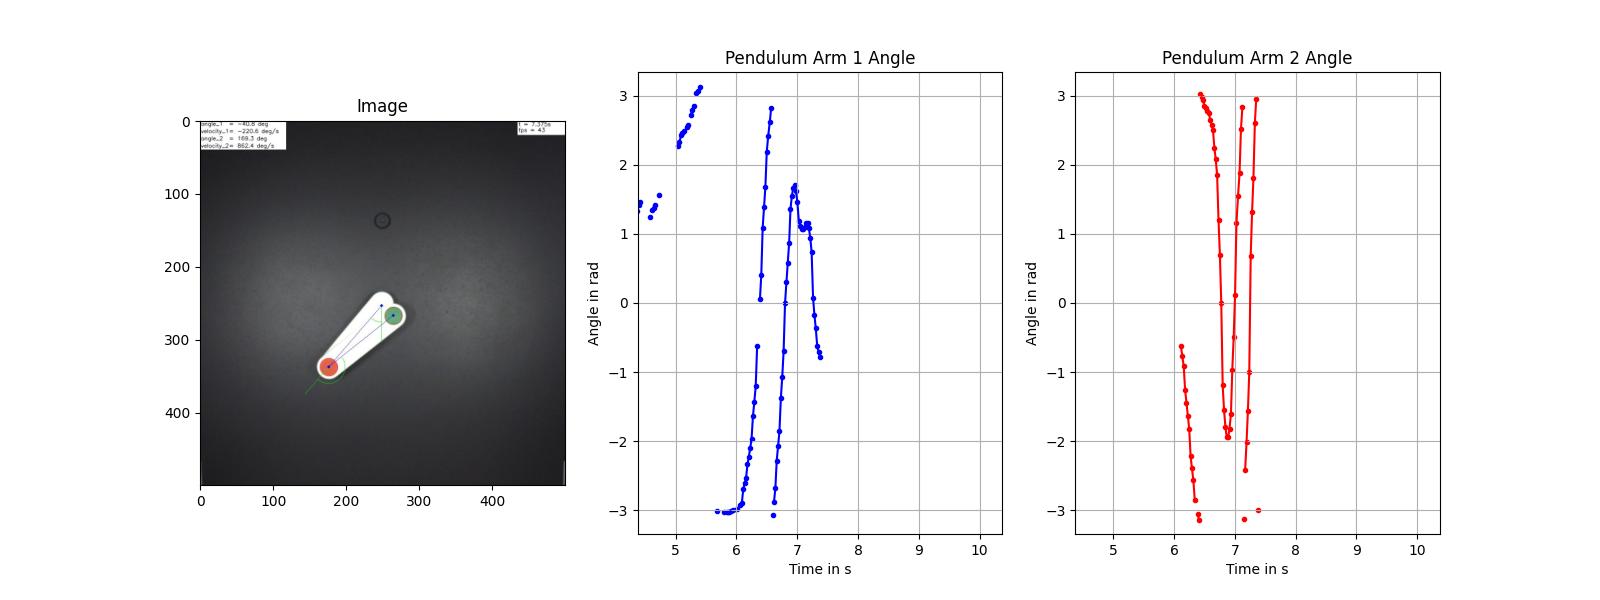 Image
Pendulum Arm 1 Angle
Pendulum Arm 2 Angle
angle_1 = -40.8 deg
velocity_1= -220.6 deg/s
angle_2 = 169.3 deg
velocity_2= 862.4 deg/s
t = 7.375s
fps = 43
0
100
200
300
400
0 100 200 300 400
Angle in rad
3
2
1
0
−1
−2
−3
5 6 7 8 9 10
Time in s
Angle in rad
3
2
1
0
−1
−2
−3
5 6 7 8 9 10
Time in s